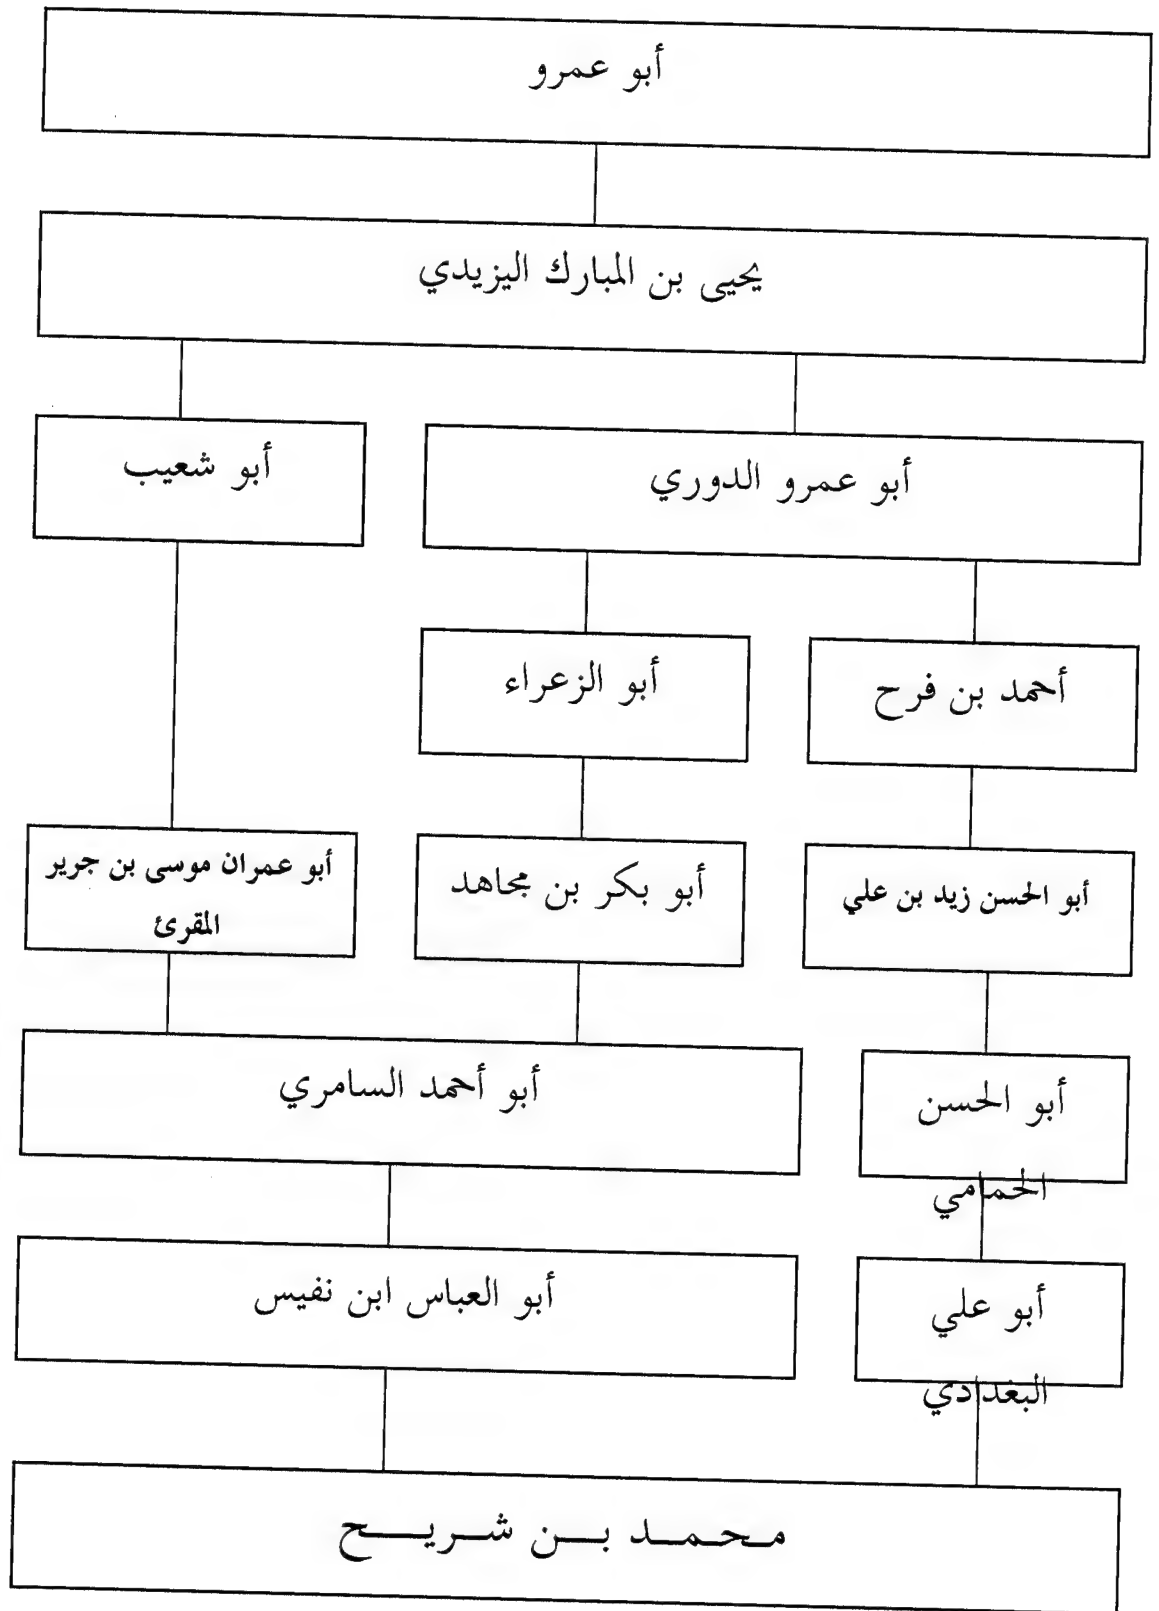 أبو عمرو
يحيى بن المبارك اليزيدي
أبو عمرو الدوري
أبو شعيب
أحمد بن فرح
أبو الزعراء
أبو الحسن زيد بن علي
أبو بكر بن مجاهد
أبو عمران موسى بن جرير
المقرئ
أبو الحسن
الحمامي
أبو أحمد السامري
أبو علي
البغدادي
أبو العباس ابن نفيس
محمد بن شريح